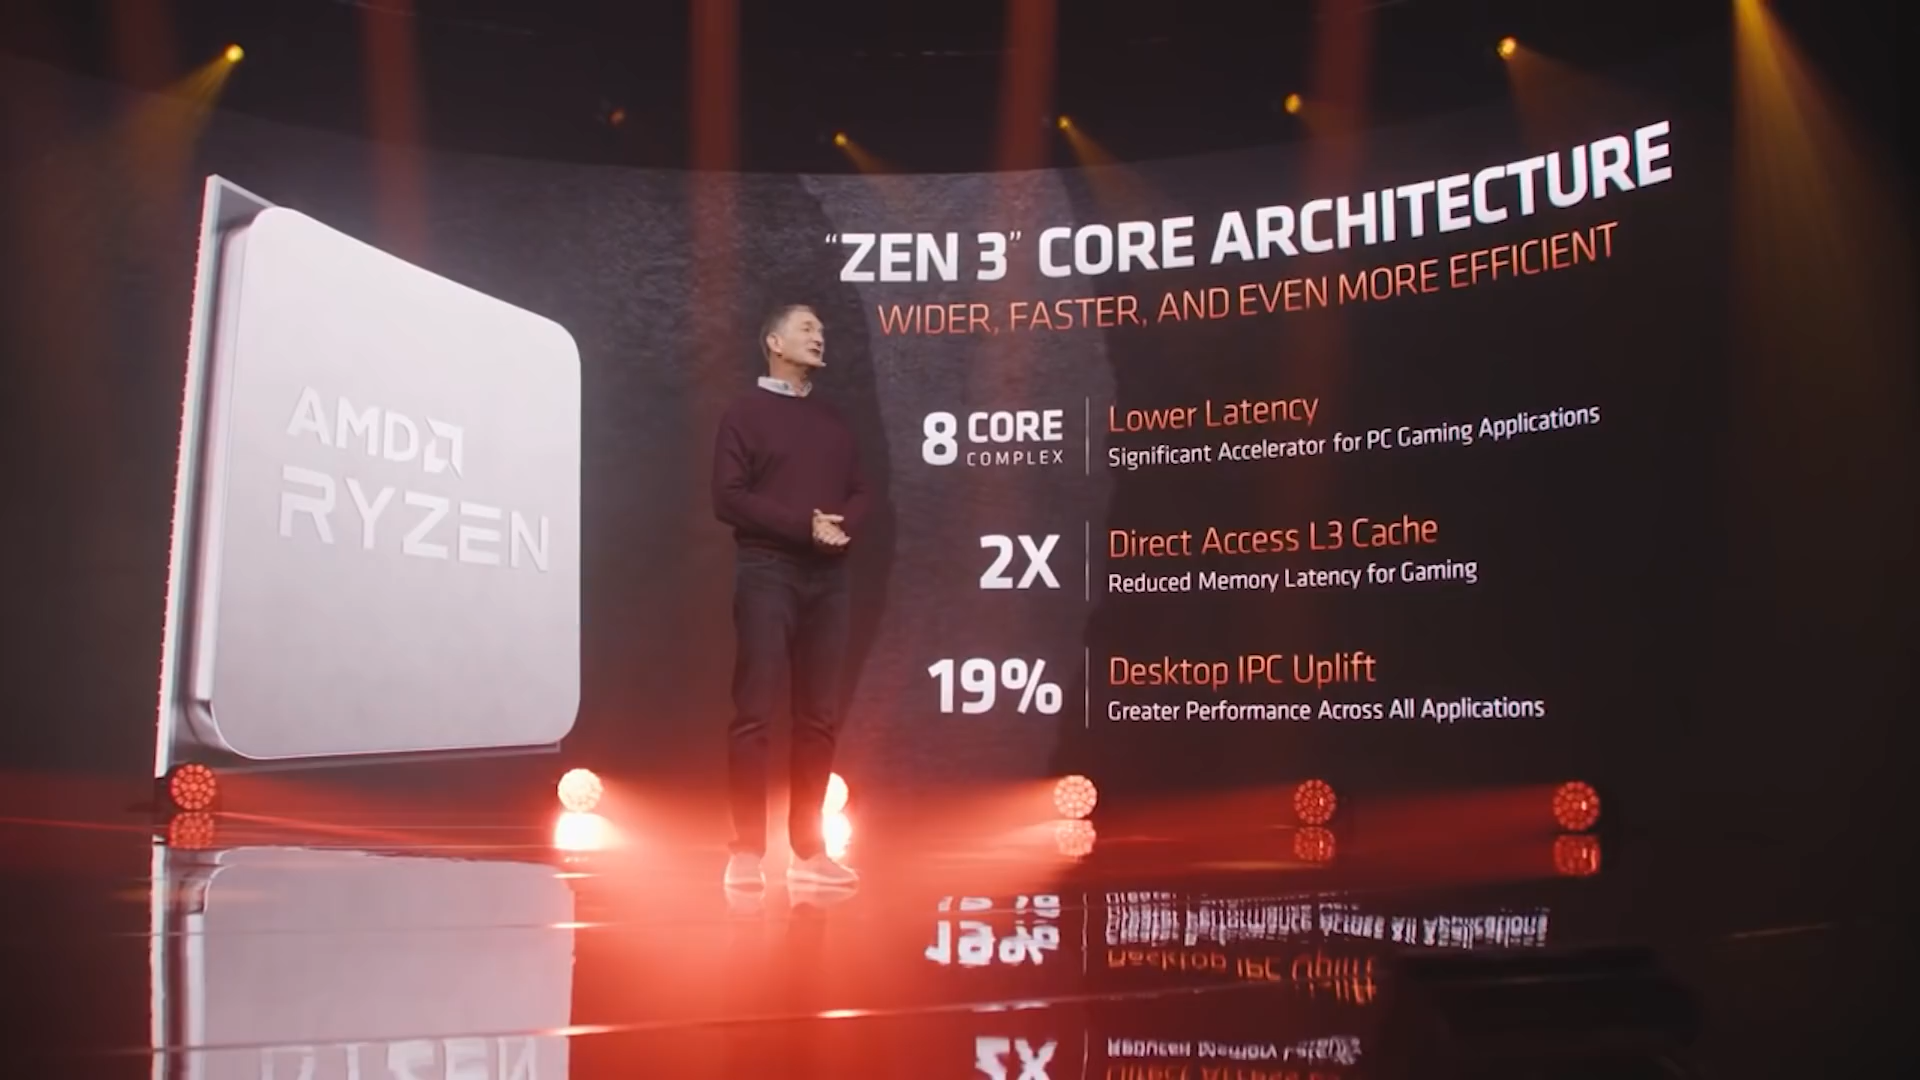 "ZEN 3" CORE ARCHITECTURE
WIDER, FASTER, AND EVEN MORE EFFICIENT
AMD
RYZEN
8 CORE
COMPLEX
Lower Latency
Significant Accelerator for PC Gaming Applications
2X
Direct Access L3 Cache
Reduced Memory Latency for Gaming
19%
Desktop IPC Uplift
Greater Performance Across All Applications